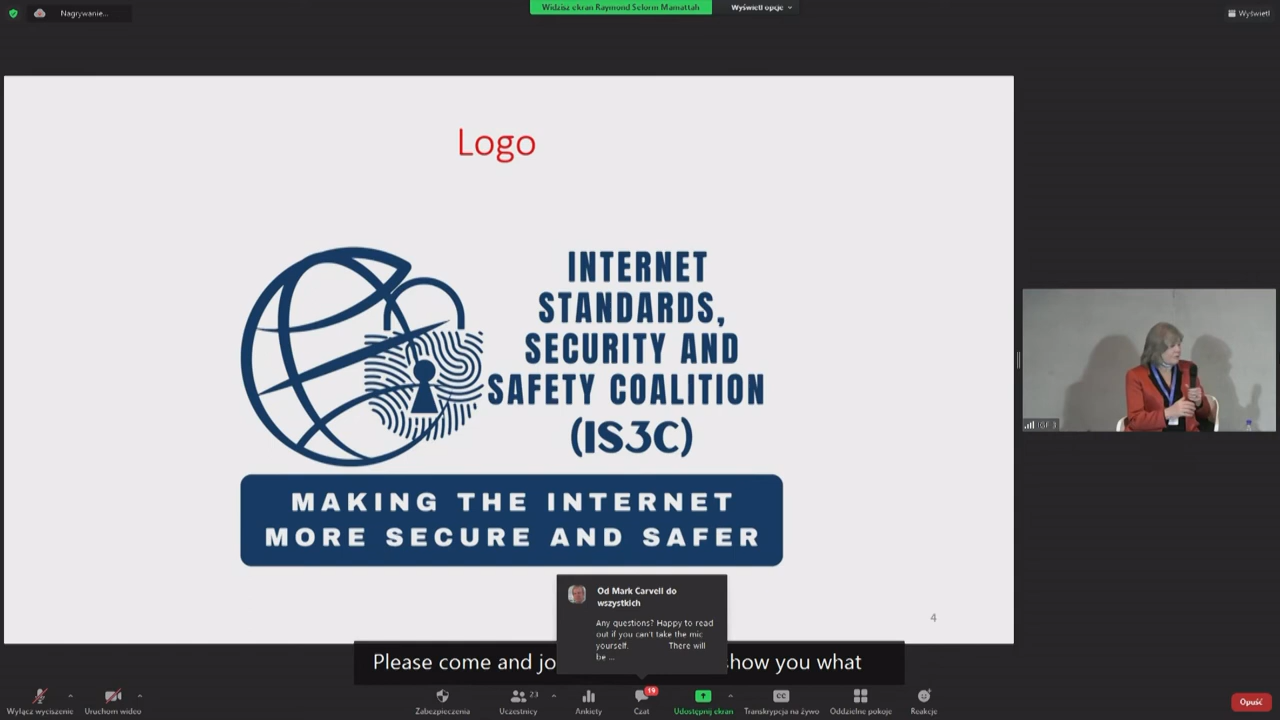 Nagrywanie...
Widzisz ekran Raymond Selorm Mamattah
Wyświetl opcje
Wyświetl
Logo
INTERNET
STANDARDS,
SECURITY AND
SAFETY COALITION
(IS3C)
MAKING THE INTERNET
MORE SECURE AND SAFER
4
IGF 3
Od Mark Carvell do
wszystkich
Any questions? Happy to read
out if you can't take the mic
yourself. There will
be ...
Please come and jo show you what
Wyłącz wyciszenie
Uruchom wideo
Zabezpieczenia
23
Uczestnicy
Ankiety
19
Czat
Udostępnij ekran
CC
Transkrypcja na żywo
Oddzielne pokoje
Reakcje
Opuść